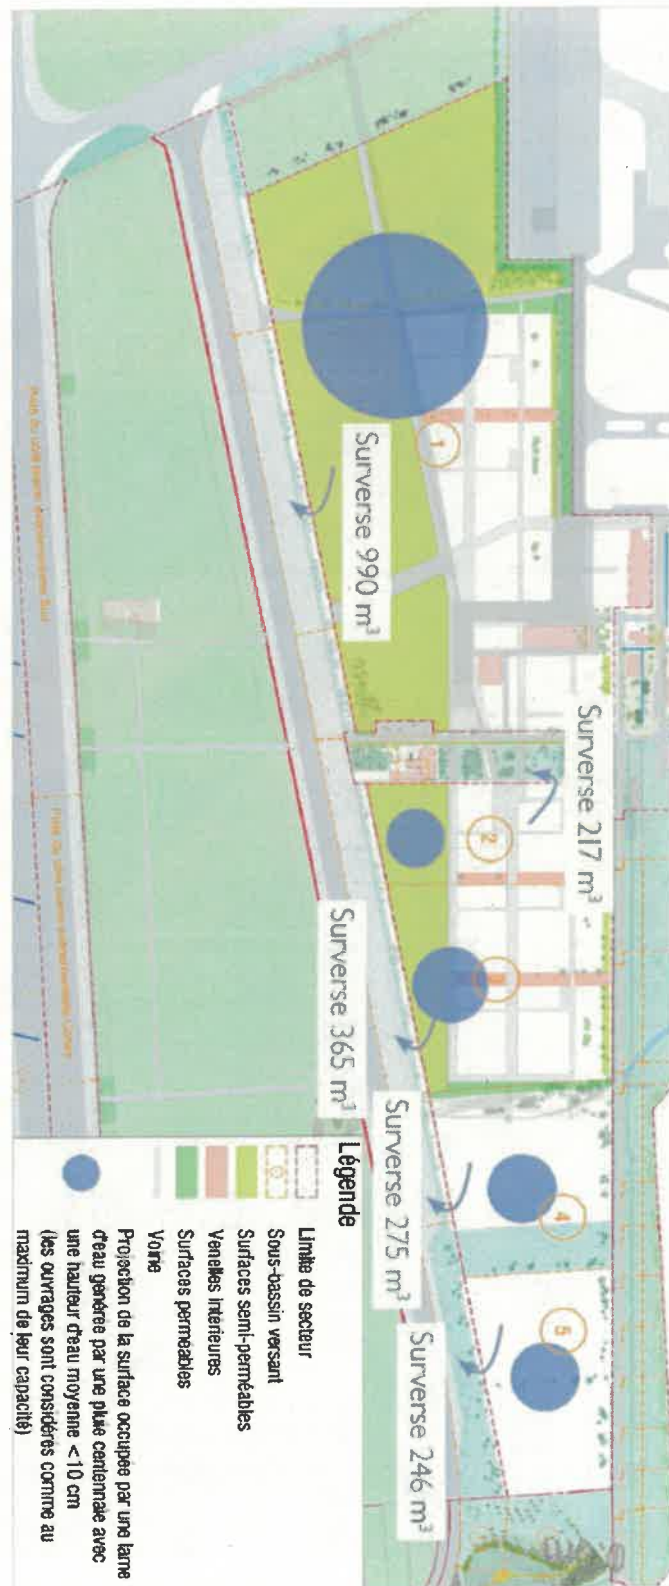 Surverse 990 m³
Surverse 217 m³
Surverse 365 m³
Surverse 275 m³
Surverse 246 m³
1
2
4
5
Légende
Limite de secteur
Sous-bassin versant
Surfaces semi-perméables
Venelles intérieures
Surfaces perméables
Voirie
Projection de la surface occupée par une lame
d'eau générée par une pluie centennale avec
une hauteur d'eau moyenne <10 cm
(les ouvrages sont considérés comme au
maximum de leur capacité)